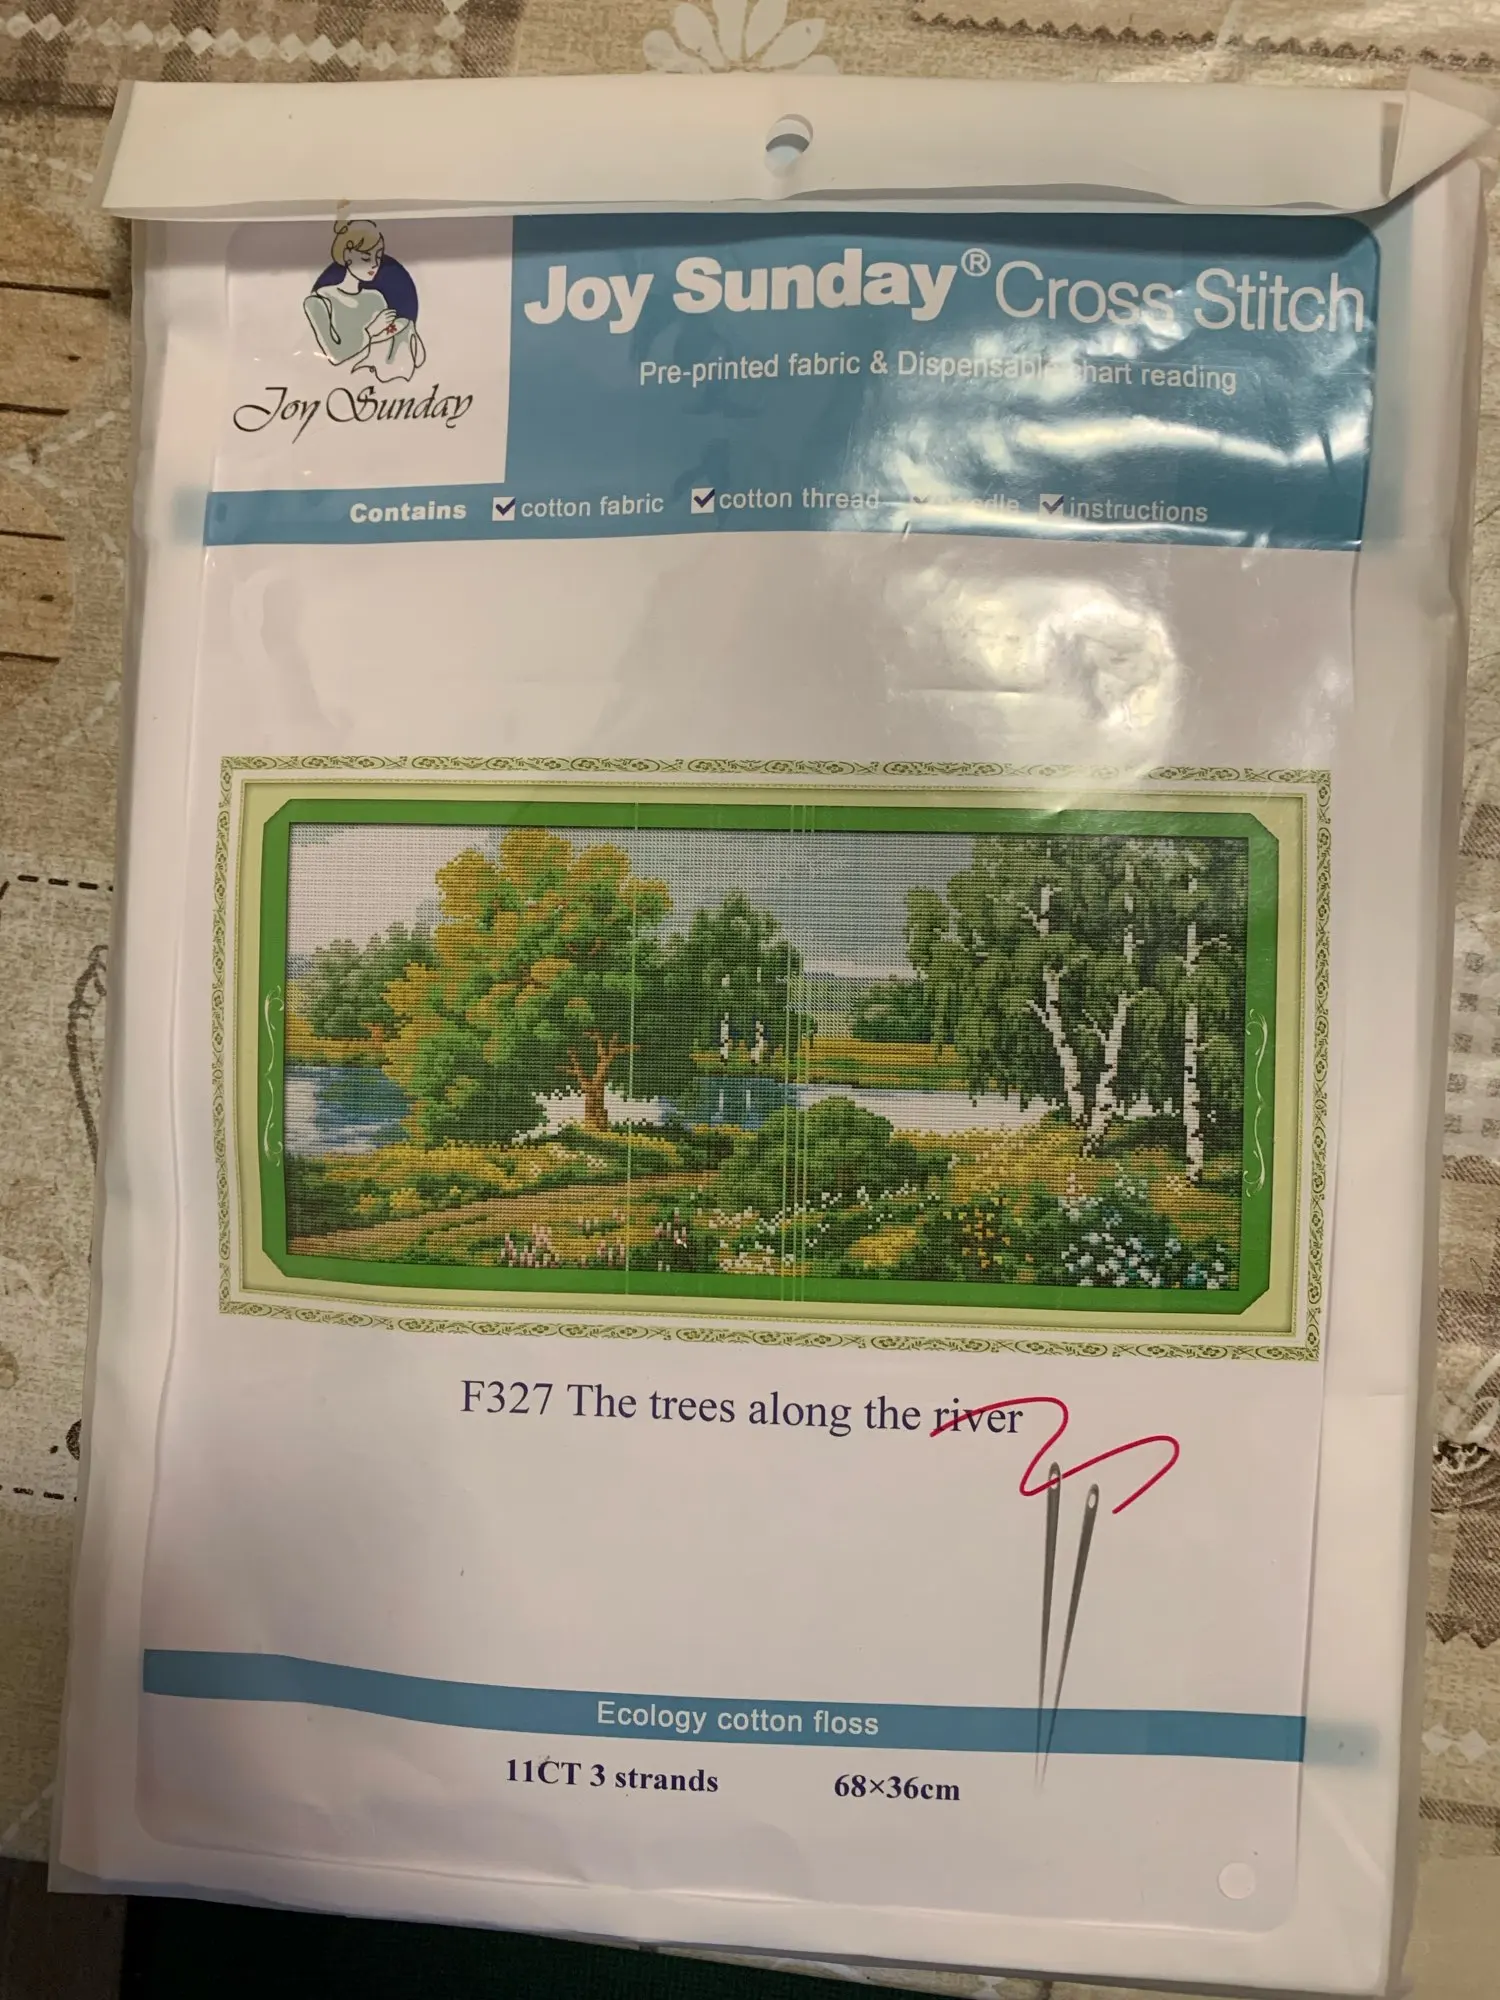 Joy Sunday® Cross Stitch
Pre-printed fabric & Dispensable chart reading
Joy Sunday
Contains cotton fabric cotton thread needle instructions
F327 The trees along the river
Ecology cotton floss
11CT 3 strands 68×36cm